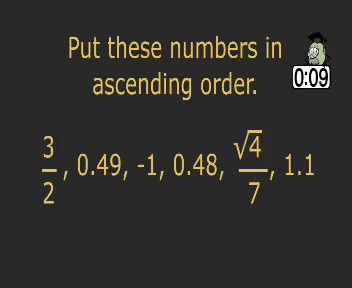 Put these numbers in
ascending order.
0:09
3/2, 0.49, -1, 0.48, √4/7, 1.1